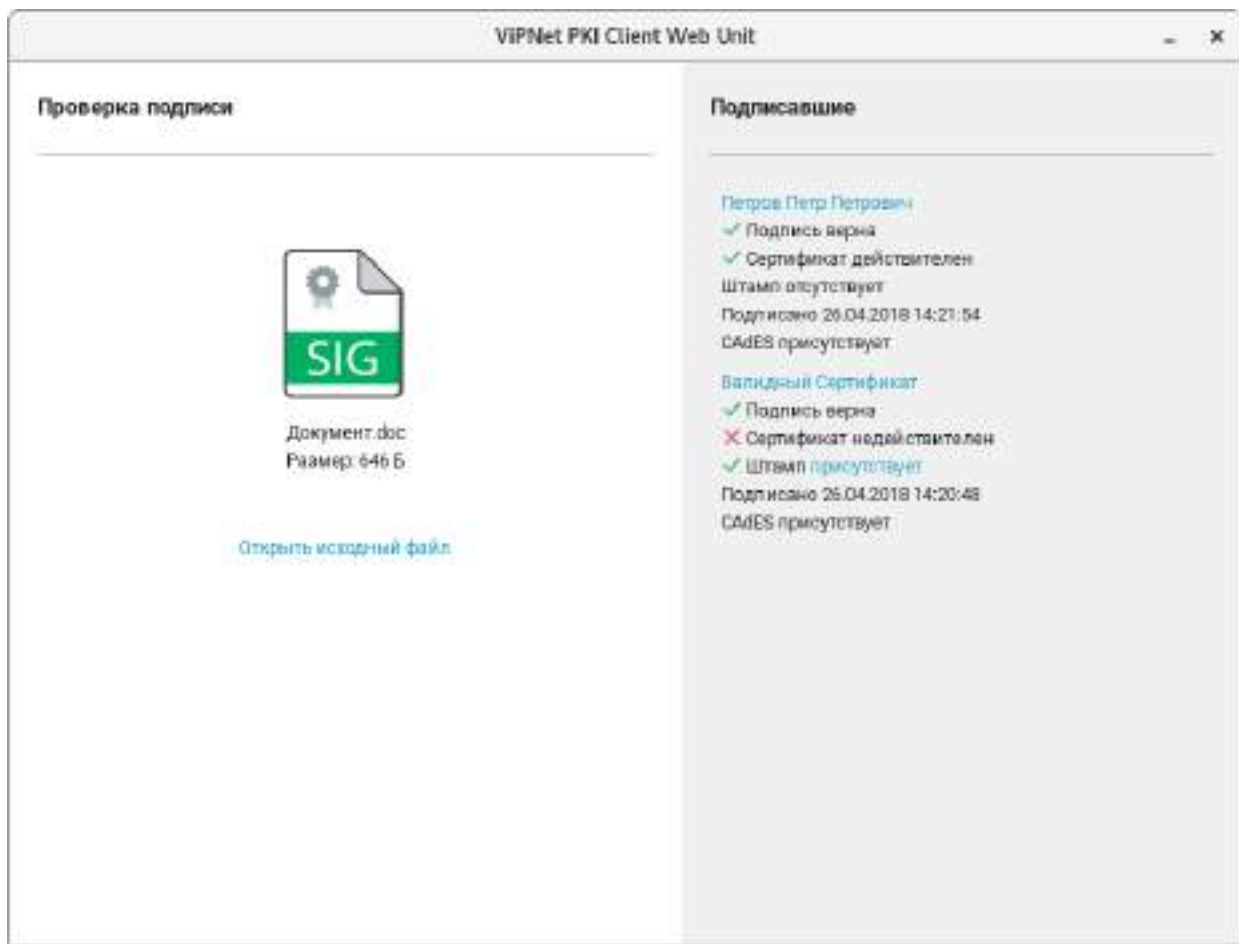 ViPNet PKI Client Web Unit
Проверка подписи
SIG
Документ.doc
Размер: 646 Б
Открыть исходный файл
Подписавшие
Петров Петр Петрович
Подпись верна
Сертификат действителен
Штамп отсутствует
Подписано 26.04.2018 14:21:54
CAdES присутствует
Валидный Сертификат
Подпись верна
Сертификат недействителен
Штамп присутствует
Подписано 26.04.2018 14:20:48
CAdES присутствует